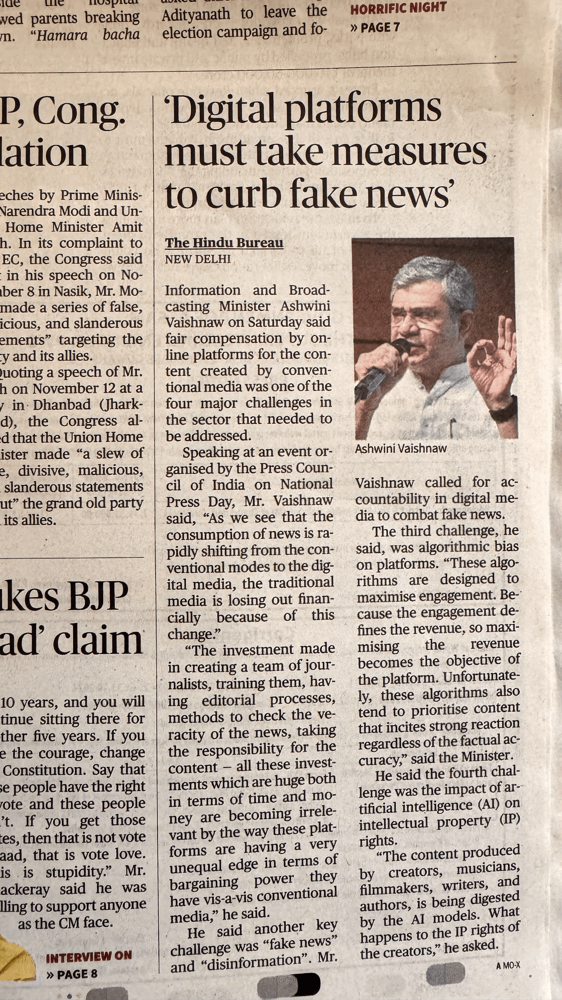 the hospital
wed parents breaking
"Hamara bacha
Adityanath to leave the
election campaign and fo-
HORRIFIC NIGHT
» PAGE 7
P, Cong.
lation
eches by Prime Minis-
Narendra Modi and Un-
Home Minister Amit
h. In its complaint to
EC, the Congress said
in his speech on No-
ber 8 in Nasik, Mr. Mo-
made a series of false,
icious, and slanderous
ements” targeting the
y and its allies.
Quoting a speech of Mr.
h on November 12 at a
y in Dhanbad (Jhark-
d), the Congress al-
ed that the Union Home
ister made “a slew of
e, divisive, malicious,
slanderous statements
ut” the grand old party
its allies.
kes BJP
ad’ claim
10 years, and you will
tinue sitting there for
ther five years. If you
e the courage, change
Constitution. Say that
se people have the right
vote and these people
’t. If you get those
tes, then that is not vote
aad, that is vote love.
is is stupidity.” Mr.
ackeray said he was
lling to support anyone
as the CM face.
INTERVIEW ON
» PAGE 8
‘Digital platforms
must take measures
to curb fake news’
The Hindu Bureau
NEW DELHI
Information and Broad-
casting Minister Ashwini
Vaishnaw on Saturday said
fair compensation by on-
line platforms for the con-
tent created by conven-
tional media was one of the
four major challenges in
the sector that needed to
be addressed.
Speaking at an event or-
ganised by the Press Coun-
cil of India on National
Press Day, Mr. Vaishnaw
said, “As we see that the
consumption of news is ra-
pidly shifting from the con-
ventional modes to the dig-
ital media, the traditional
media is losing out finan-
cially because of this
change.”
“The investment made
in creating a team of jour-
nalists, training them, hav-
ing editorial processes,
methods to check the ve-
racity of the news, taking
the responsibility for the
content – all these invest-
ments which are huge both
in terms of time and mo-
ney are becoming irrele-
vant by the way these plat-
forms are having a very
unequal edge in terms of
bargaining power they
have vis-a-vis conventional
media,” he said.
He said another key
challenge was “fake news”
and “disinformation”. Mr.
Ashwini Vaishnaw
Vaishnaw called for ac-
countability in digital me-
dia to combat fake news.
The third challenge, he
said, was algorithmic bias
on platforms. “These algo-
rithms are designed to
maximise engagement. Be-
cause the engagement de-
fines the revenue, so maxi-
mising the revenue
becomes the objective of
the platform. Unfortunate-
ly, these algorithms also
tend to prioritise content
that incites strong reaction
regardless of the factual ac-
curacy,” said the Minister.
He said the fourth chal-
lenge was the impact of ar-
tificial intelligence (AI) on
intellectual property (IP)
rights.
“The content produced
by creators, musicians,
filmmakers, writers, and
authors, is being digested
by the AI models. What
happens to the IP rights of
the creators,” he asked.
A MO-X